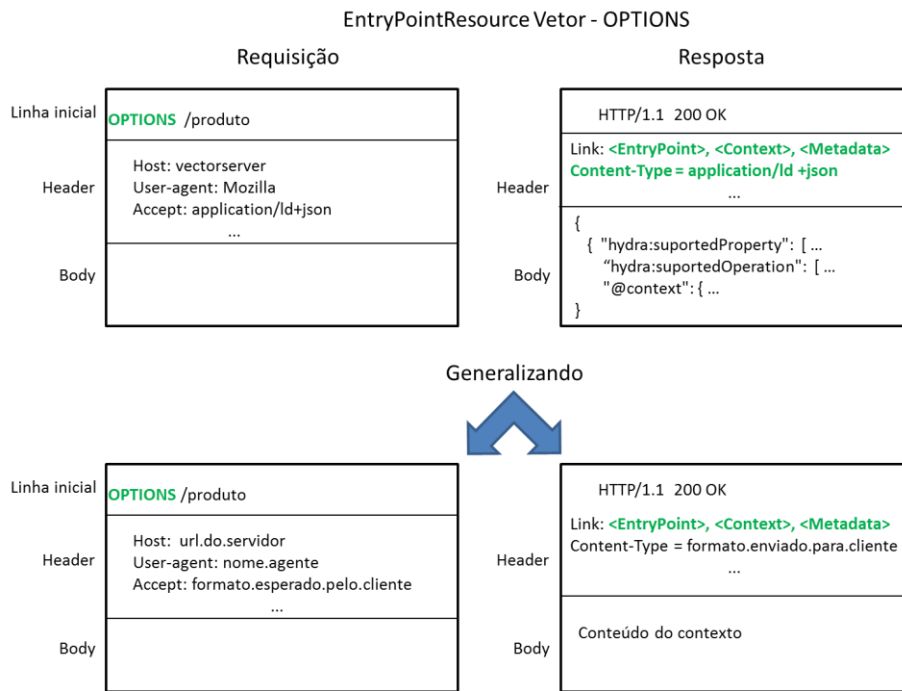 EntryPointResource Vetor - OPTIONS
Requisição
Resposta
Linha inicial
OPTIONS /produto
Header
Host: vectorserver
User-agent: Mozilla
Accept: application/ld+json
...
Body
HTTP/1.1 200 OK
Header
Link: <EntryPoint>, <Context>, <Metadata>
Content-Type = application/ld +json
...
Body
{
{ "hydra:suportedProperty": [ ...
“hydra:suportedOperation": [ ...
"@context": { ...
}
Generalizando
Linha inicial
OPTIONS /produto
Header
Host: url.do.servidor
User-agent: nome.agente
Accept: formato.esperado.pelo.cliente
...
Body
HTTP/1.1 200 OK
Header
Link: <EntryPoint>, <Context>, <Metadata>
Content-Type = formato.enviado.para.cliente
...
Body
Conteúdo do contexto